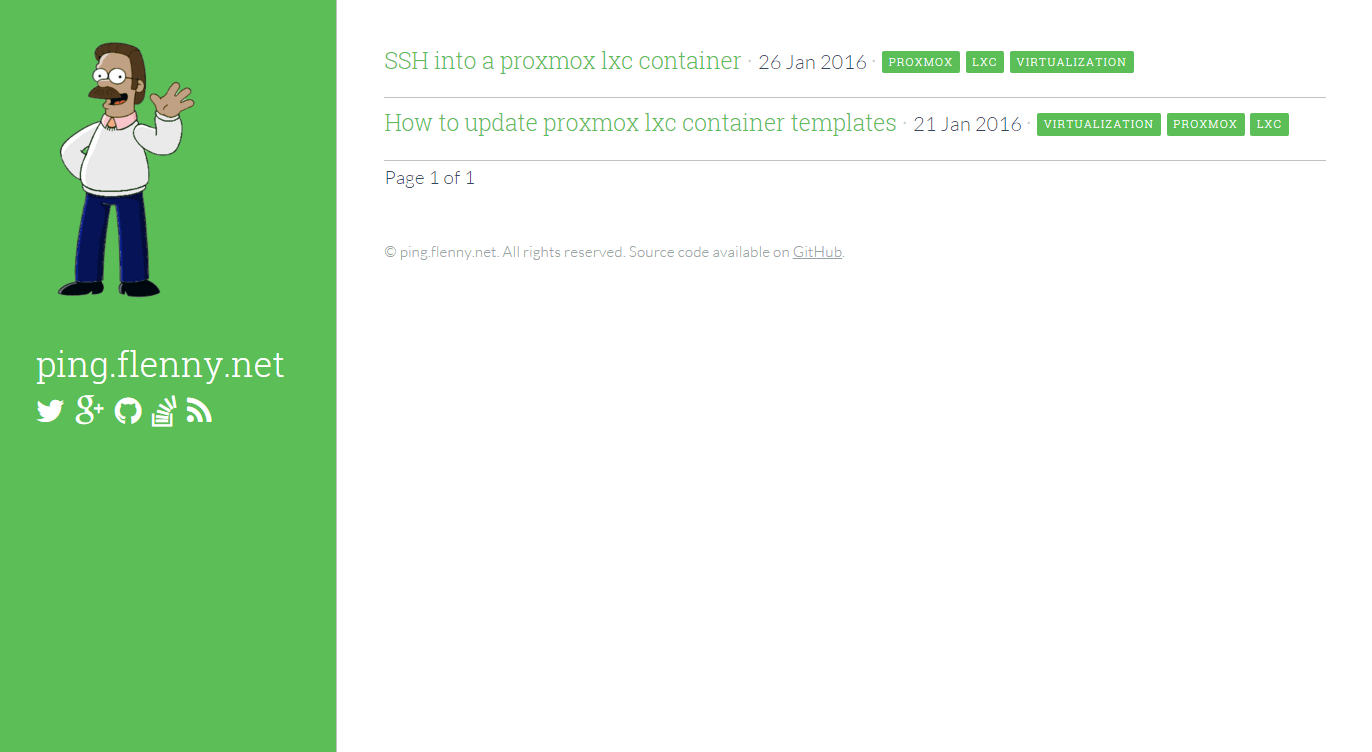 ping.flenny.net
SSH into a proxmox lxc container · 26 Jan 2016 · PROXMOX LXC VIRTUALIZATION
How to update proxmox lxc container templates · 21 Jan 2016 · VIRTUALIZATION PROXMOX LXC
Page 1 of 1
© ping.flenny.net. All rights reserved. Source code available on GitHub.